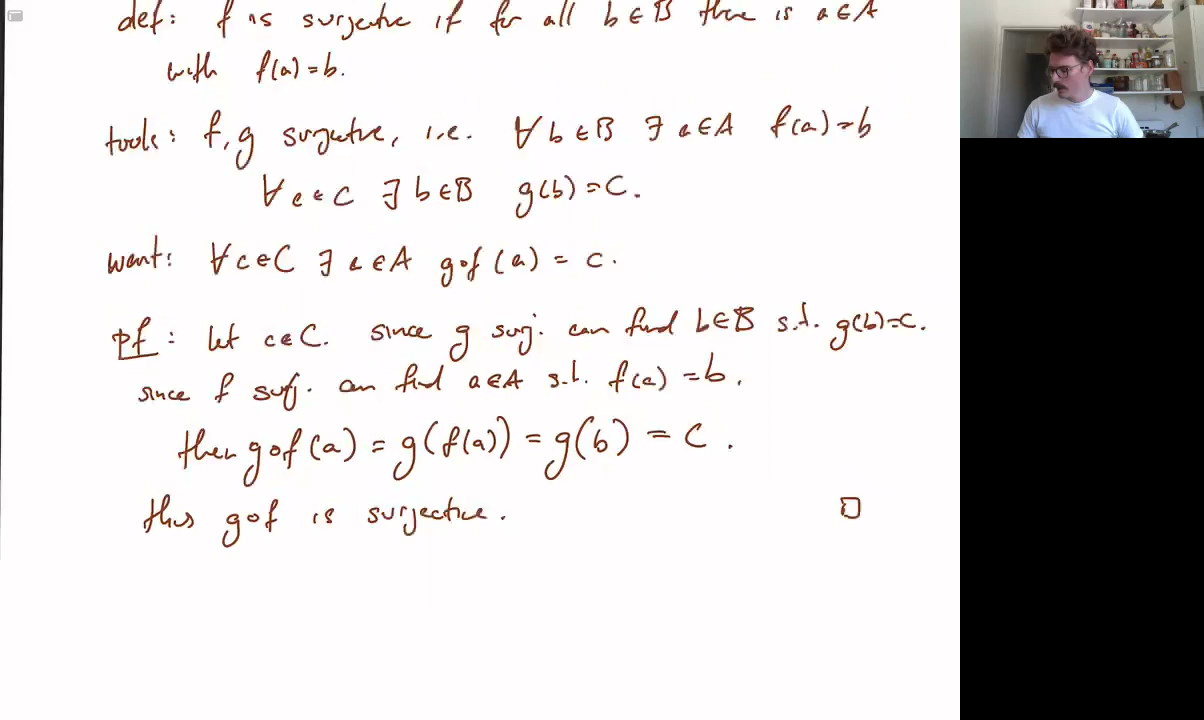 def: f is surjective if for all b ∈ B there is a ∈ A
with f(a) = b.
tools: f, g surjective, i.e. ∀ b ∈ B ∃ a ∈ A f(a) = b
∀ c ∈ C ∃ b ∈ B g(b) = C.
want: ∀ c ∈ C ∃ a ∈ A g∘f (a) = c.
pf: let c ∈ C. since g surj. can find b ∈ B s.t. g(b) = c.
since f surj. can find a ∈ A s.t. f(a) = b.
then g∘f (a) = g(f(a)) = g(b) = C.
thus g∘f is surjective. □